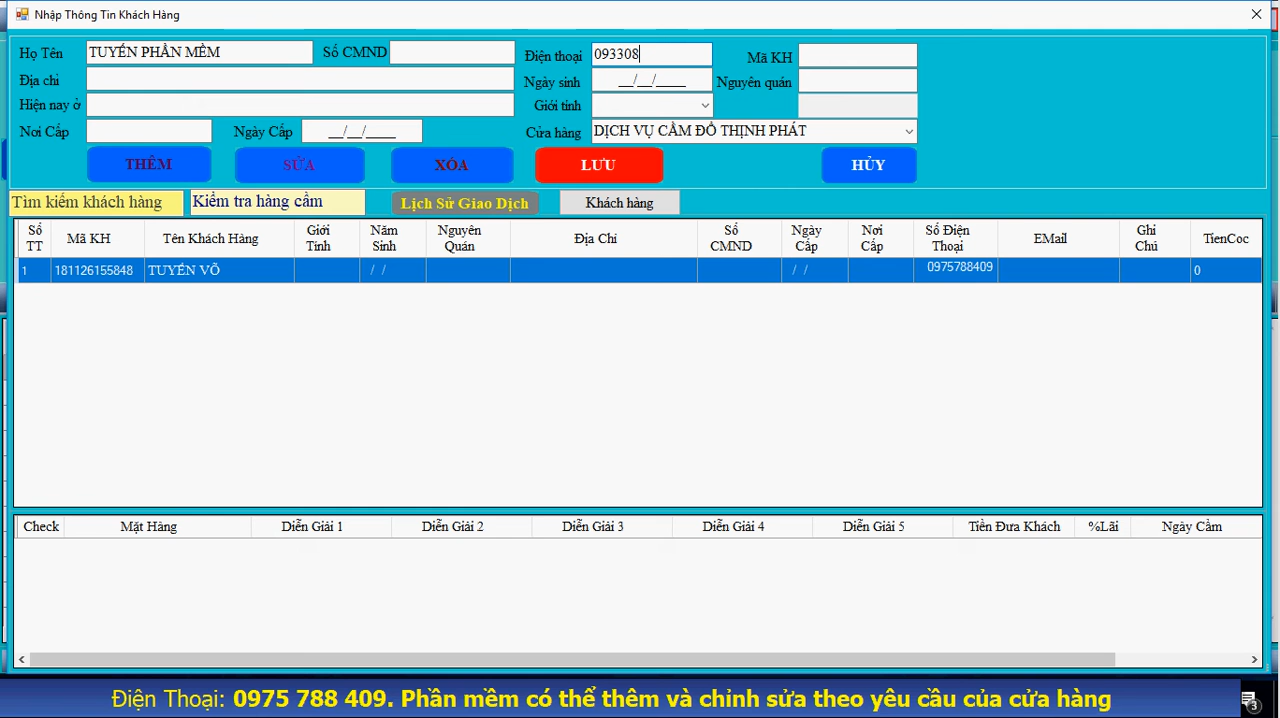 Nhập Thông Tin Khách Hàng
Họ Tên TUYÊN PHẦN MỀM Số CMND Điện thoại 093308 Mã KH
Địa chỉ Ngày sinh __/__/____ Nguyên quán
Hiện nay ở Giới tính
Nơi Cấp Ngày Cấp __/__/____ Cửa hàng DỊCH VỤ CẦM ĐỒ THỊNH PHÁT
THÊM SỬA XÓA LƯU HỦY
Tìm kiếm khách hàng Kiểm tra hàng cầm Lịch Sử Giao Dịch Khách hàng
Số TT Mã KH Tên Khách Hàng Giới Tính Năm Sinh Nguyên Quán Địa Chỉ Số CMND Ngày Cấp Nơi Cấp Số Điện Thoại EMail Ghi Chú TienCoc
1 181126155848 TUYÊN VÕ / / / / 0975788409 0
Check Mặt Hàng Diễn Giải 1 Diễn Giải 2 Diễn Giải 3 Diễn Giải 4 Diễn Giải 5 Tiền Đưa Khách %Lãi Ngày Cầm
Điện Thoại: 0975 788 409. Phần mềm có thể thêm và chỉnh sửa theo yêu cầu của cửa hàng
3